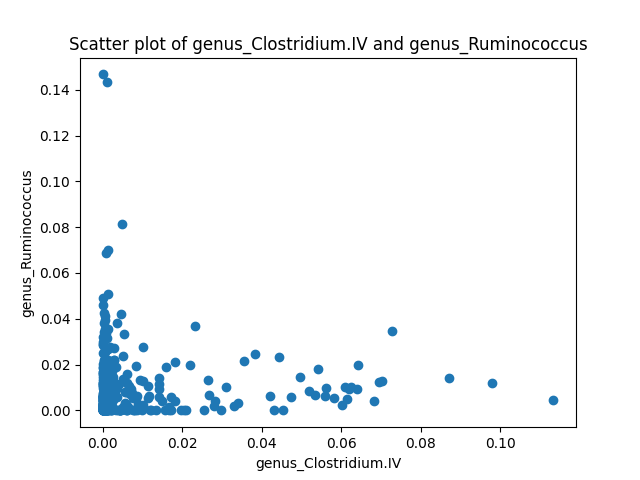 Scatter plot of genus_Clostridium.IV and genus_Ruminococcus
0.14
0.12
0.10
0.08
0.06
0.04
0.02
0.00
genus_Ruminococcus
0.00 0.02 0.04 0.06 0.08 0.10
genus_Clostridium.IV